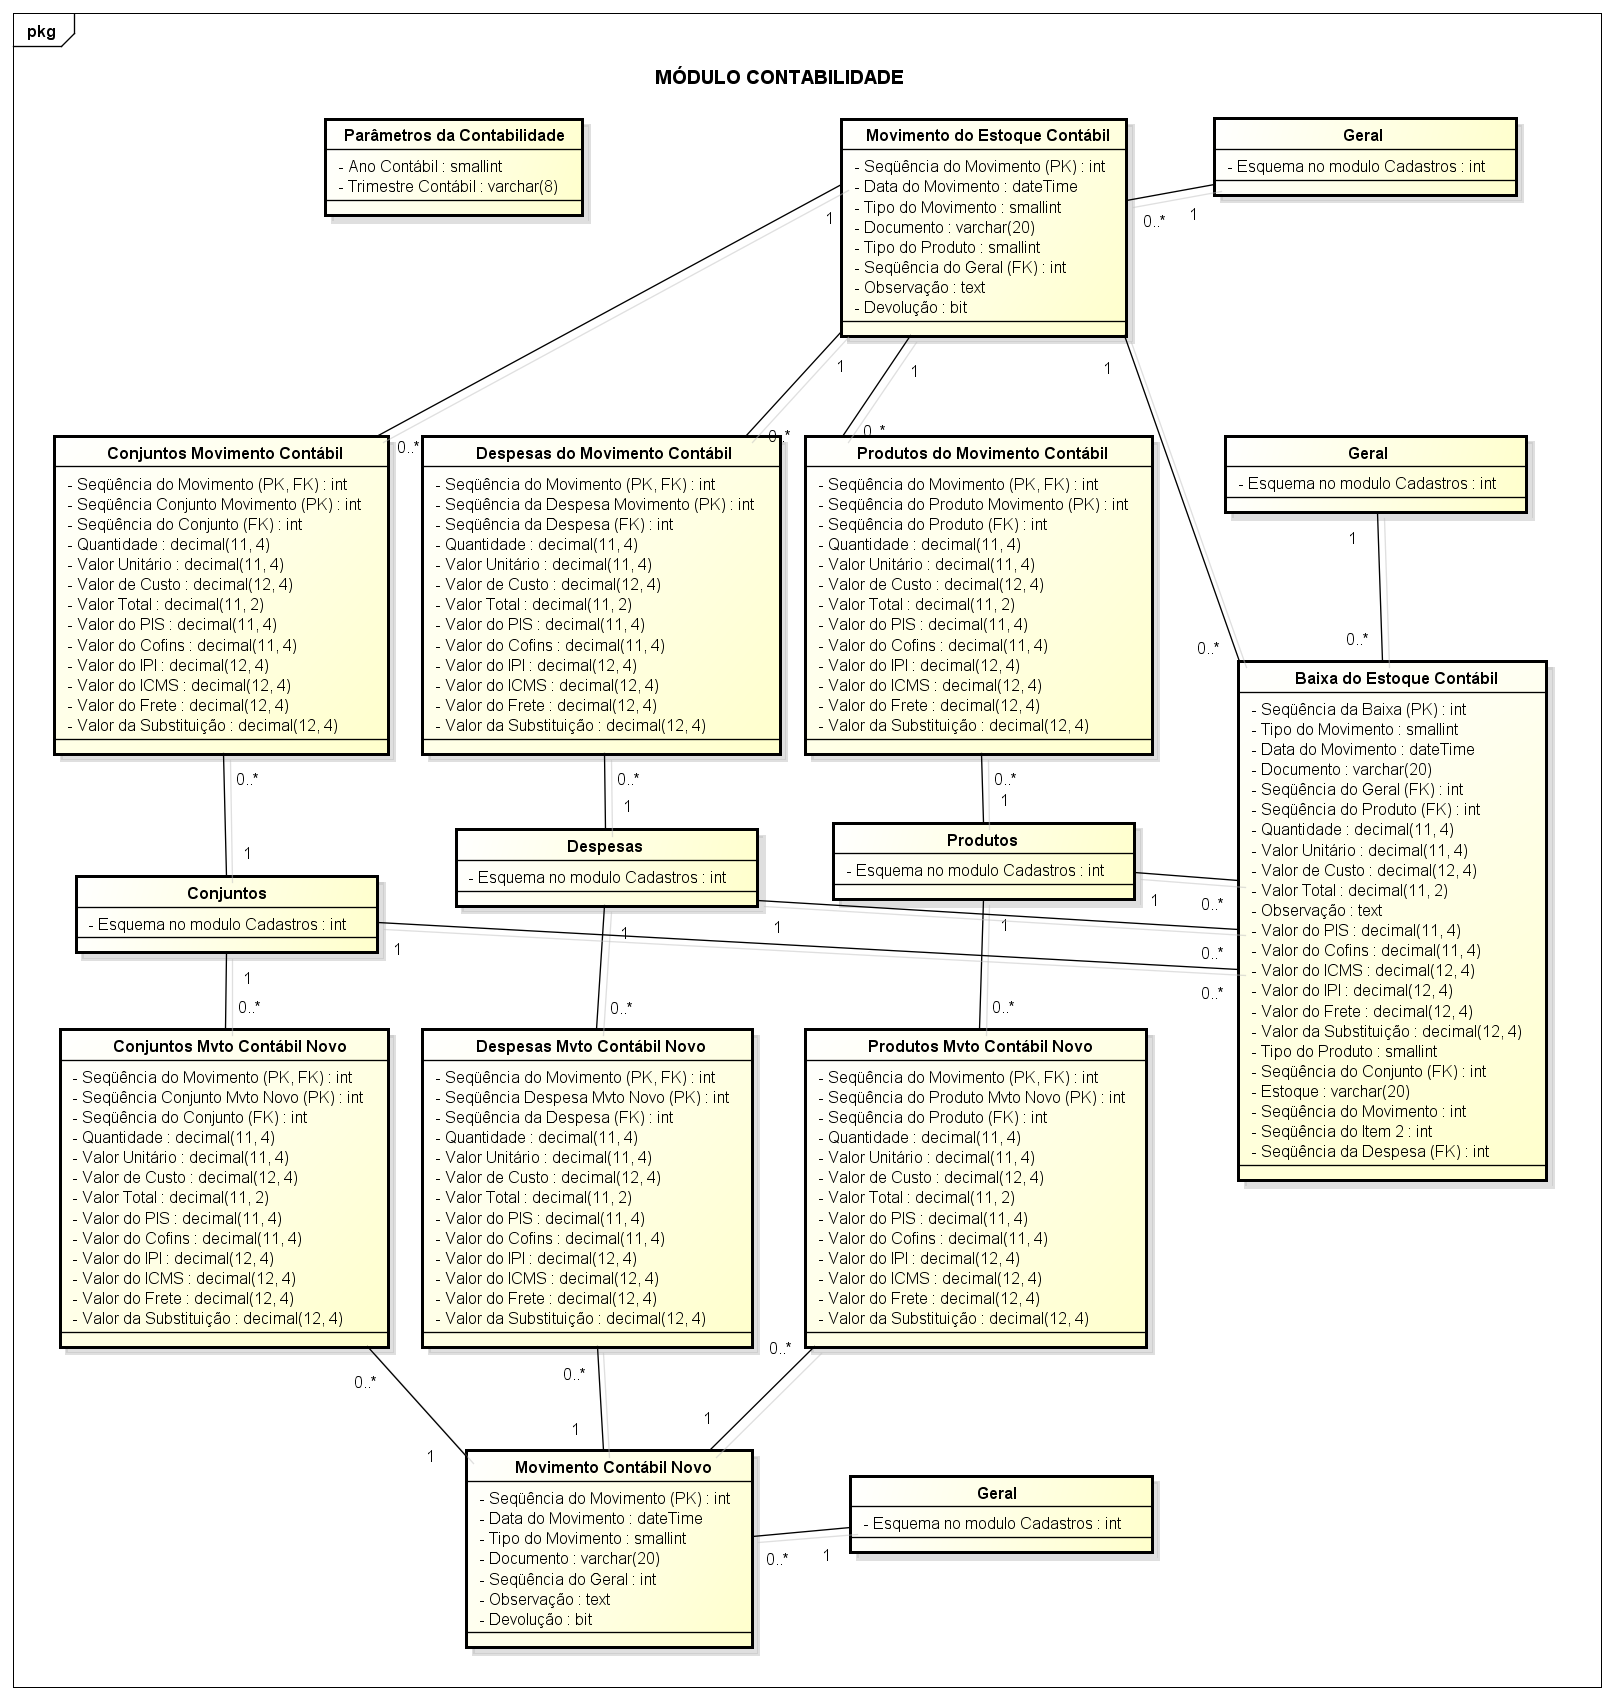 pkg
MÓDULO CONTABILIDADE
Parâmetros da Contabilidade
- Ano Contábil : smallint
- Trimestre Contábil : varchar(8)
Movimento do Estoque Contábil
- Seqüência do Movimento (PK) : int
- Data do Movimento : dateTime
- Tipo do Movimento : smallint
- Documento : varchar(20)
- Tipo do Produto : smallint
- Seqüência do Geral (FK) : int
- Observação : text
- Devolução : bit
Geral
- Esquema no modulo Cadastros : int
1
0..*
1
1
1
1
0..*
0..*
0..*
Conjuntos Movimento Contábil
- Seqüência do Movimento (PK, FK) : int
- Seqüência Conjunto Movimento (PK) : int
- Seqüência do Conjunto (FK) : int
- Quantidade : decimal(11, 4)
- Valor Unitário : decimal(11, 4)
- Valor de Custo : decimal(12, 4)
- Valor Total : decimal(11, 2)
- Valor do PIS : decimal(11, 4)
- Valor do Cofins : decimal(11, 4)
- Valor do IPI : decimal(12, 4)
- Valor do ICMS : decimal(12, 4)
- Valor do Frete : decimal(12, 4)
- Valor da Substituição : decimal(12, 4)
Despesas do Movimento Contábil
- Seqüência do Movimento (PK, FK) : int
- Seqüência da Despesa Movimento (PK) : int
- Seqüência da Despesa (FK) : int
- Quantidade : decimal(11, 4)
- Valor Unitário : decimal(11, 4)
- Valor de Custo : decimal(12, 4)
- Valor Total : decimal(11, 2)
- Valor do PIS : decimal(11, 4)
- Valor do Cofins : decimal(11, 4)
- Valor do IPI : decimal(12, 4)
- Valor do ICMS : decimal(12, 4)
- Valor do Frete : decimal(12, 4)
- Valor da Substituição : decimal(12, 4)
Produtos do Movimento Contábil
- Seqüência do Movimento (PK, FK) : int
- Seqüência do Produto Movimento (PK) : int
- Seqüência do Produto (FK) : int
- Quantidade : decimal(11, 4)
- Valor Unitário : decimal(11, 4)
- Valor de Custo : decimal(12, 4)
- Valor Total : decimal(11, 2)
- Valor do PIS : decimal(11, 4)
- Valor do Cofins : decimal(11, 4)
- Valor do IPI : decimal(12, 4)
- Valor do ICMS : decimal(12, 4)
- Valor do Frete : decimal(12, 4)
- Valor da Substituição : decimal(12, 4)
Geral
- Esquema no modulo Cadastros : int
1
0..*
0..*
Baixa do Estoque Contábil
- Seqüência da Baixa (PK) : int
- Tipo do Movimento : smallint
- Data do Movimento : dateTime
- Documento : varchar(20)
- Seqüência do Geral (FK) : int
- Seqüência do Produto (FK) : int
- Quantidade : decimal(11, 4)
- Valor Unitário : decimal(11, 4)
- Valor de Custo : decimal(12, 4)
- Valor Total : decimal(11, 2)
- Observação : text
- Valor do PIS : decimal(11, 4)
- Valor do Cofins : decimal(11, 4)
- Valor do ICMS : decimal(12, 4)
- Valor do IPI : decimal(12, 4)
- Valor do Frete : decimal(12, 4)
- Valor da Substituição : decimal(12, 4)
- Tipo do Produto : smallint
- Seqüência do Conjunto (FK) : int
- Estoque : varchar(20)
- Seqüência do Movimento : int
- Seqüência do Item 2 : int
- Seqüência da Despesa (FK) : int
0..*
0..*
0..*
1
1
1
Conjuntos
- Esquema no modulo Cadastros : int
Despesas
- Esquema no modulo Cadastros : int
Produtos
- Esquema no modulo Cadastros : int
1
0..*
1
0..*
1
0..*
1
1
1
0..*
0..*
0..*
Conjuntos Mvto Contábil Novo
- Seqüência do Movimento (PK, FK) : int
- Seqüência Conjunto Mvto Novo (PK) : int
- Seqüência do Conjunto (FK) : int
- Quantidade : decimal(11, 4)
- Valor Unitário : decimal(11, 4)
- Valor de Custo : decimal(12, 4)
- Valor Total : decimal(11, 2)
- Valor do PIS : decimal(11, 4)
- Valor do Cofins : decimal(11, 4)
- Valor do IPI : decimal(12, 4)
- Valor do ICMS : decimal(12, 4)
- Valor do Frete : decimal(12, 4)
- Valor da Substituição : decimal(12, 4)
Despesas Mvto Contábil Novo
- Seqüência do Movimento (PK, FK) : int
- Seqüência Despesa Mvto Novo (PK) : int
- Seqüência da Despesa (FK) : int
- Quantidade : decimal(11, 4)
- Valor Unitário : decimal(11, 4)
- Valor de Custo : decimal(12, 4)
- Valor Total : decimal(11, 2)
- Valor do PIS : decimal(11, 4)
- Valor do Cofins : decimal(11, 4)
- Valor do IPI : decimal(12, 4)
- Valor do ICMS : decimal(12, 4)
- Valor do Frete : decimal(12, 4)
- Valor da Substituição : decimal(12, 4)
Produtos Mvto Contábil Novo
- Seqüência do Movimento (PK, FK) : int
- Seqüência do Produto Mvto Novo (PK) : int
- Seqüência do Produto (FK) : int
- Quantidade : decimal(11, 4)
- Valor Unitário : decimal(11, 4)
- Valor de Custo : decimal(12, 4)
- Valor Total : decimal(11, 2)
- Valor do PIS : decimal(11, 4)
- Valor do Cofins : decimal(11, 4)
- Valor do IPI : decimal(12, 4)
- Valor do ICMS : decimal(12, 4)
- Valor do Frete : decimal(12, 4)
- Valor da Substituição : decimal(12, 4)
0..*
0..*
0..*
1
1
1
Movimento Contábil Novo
- Seqüência do Movimento (PK) : int
- Data do Movimento : dateTime
- Tipo do Movimento : smallint
- Documento : varchar(20)
- Seqüência do Geral : int
- Observação : text
- Devolução : bit
0..*
1
Geral
- Esquema no modulo Cadastros : int